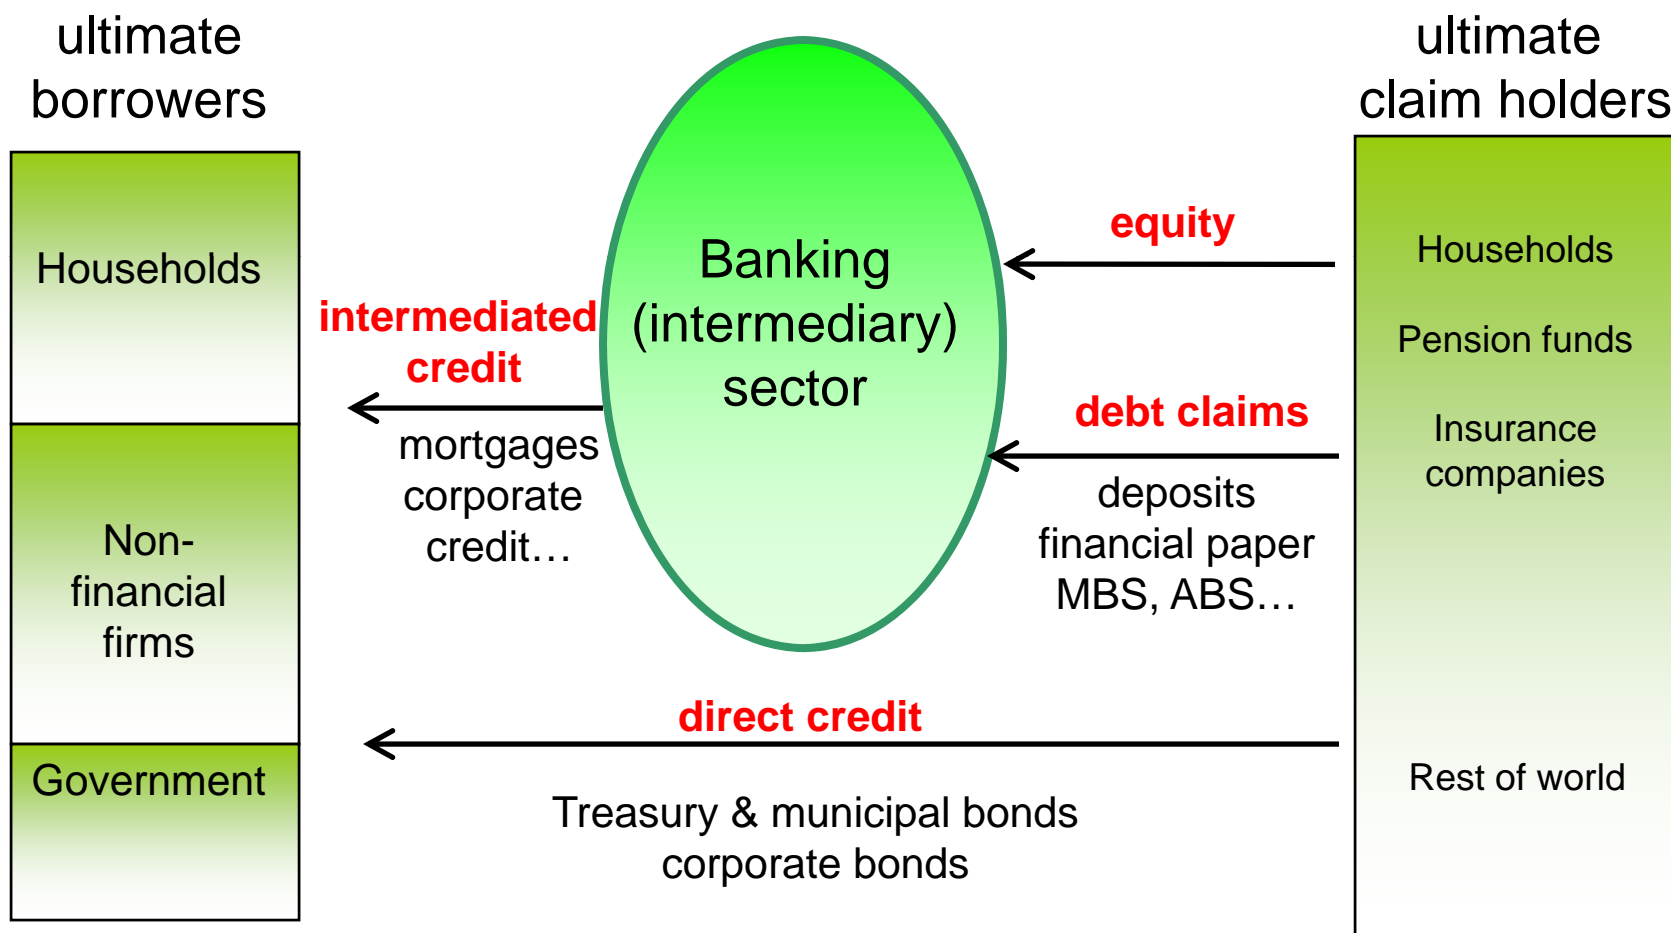 ultimate
borrowers
Households
Non-
financial
firms
Government
intermediated
credit
mortgages
corporate
credit…
Banking
(intermediary)
sector
equity
debt claims
deposits
financial paper
MBS, ABS…
direct credit
Treasury & municipal bonds
corporate bonds
ultimate
claim holders
Households
Pension funds
Insurance
companies
Rest of world